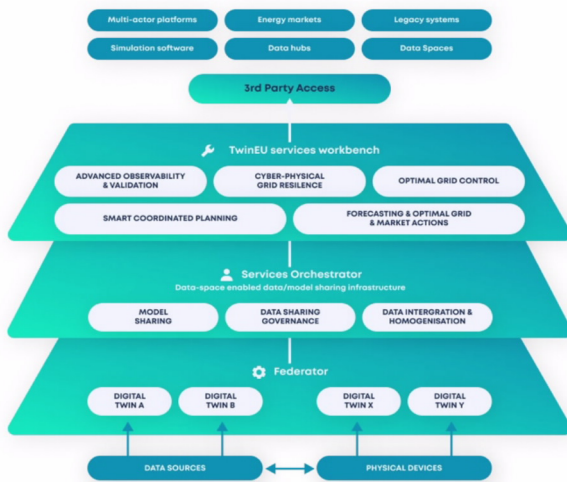 Multi-actor platforms
Energy markets
Legacy systems
Simulation software
Data hubs
Data Spaces
3rd Party Access
TwinEU services workbench
ADVANCED OBSERVABILITY
& VALIDATION
CYBER-PHYSICAL
GRID RESILENCE
OPTIMAL GRID CONTROL
SMART COORDINATED PLANNING
FORECASTING & OPTIMAL GRID
& MARKET ACTIONS
Services Orchestrator
Data-space enabled data/model sharing infrastructure
MODEL
SHARING
DATA SHARING
GOVERNANCE
DATA INTERGRATION &
HOMOGENISATION
Federator
DIGITAL
TWIN A
DIGITAL
TWIN B
DIGITAL
TWIN X
DIGITAL
TWIN Y
DATA SOURCES
PHYSICAL DEVICES